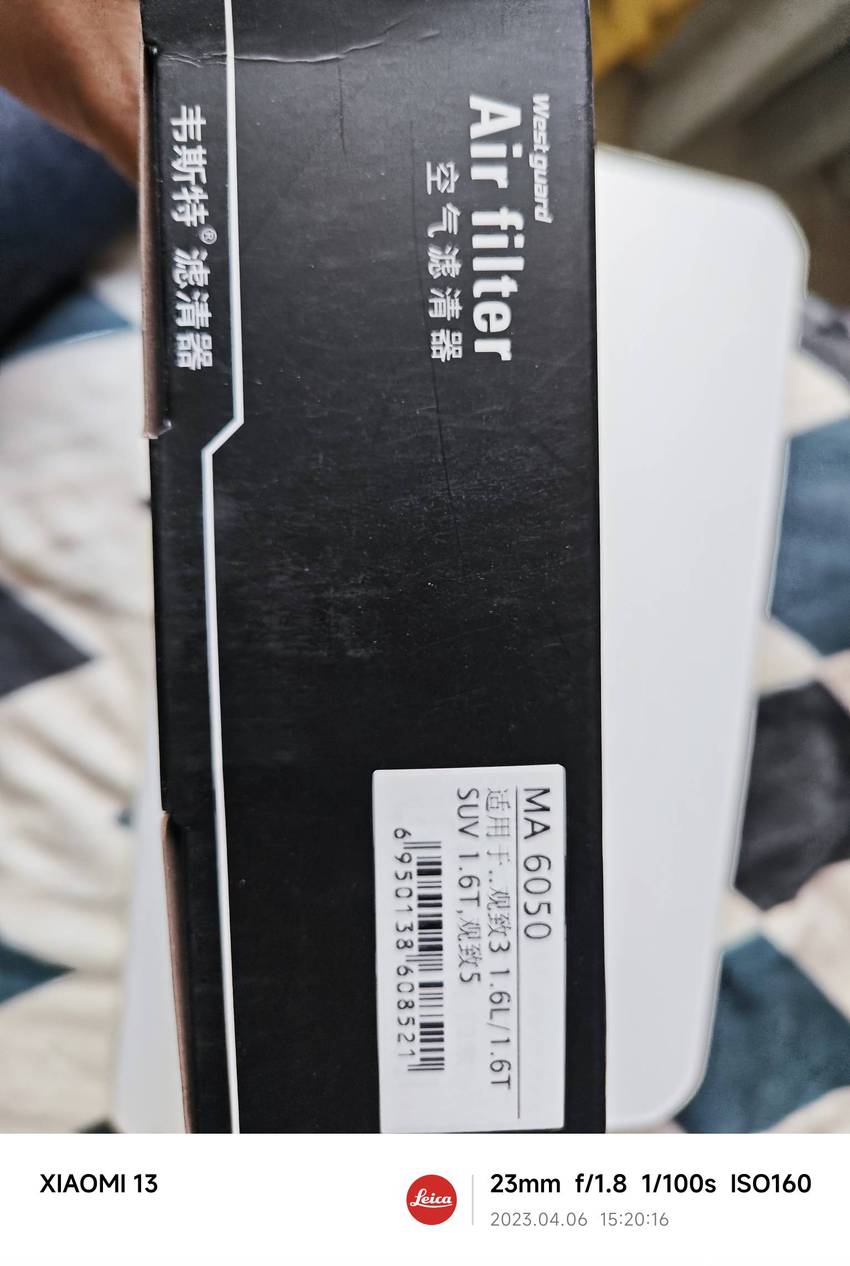 Westguard
Air filter
空气滤清器
韦斯特® 滤清器
MA 6050
适用于..观致3 1.6L/1.6T
SUV 1.6T,观致5
6 950138 608521
XIAOMI 13
Leica
23mm f/1.8 1/100s ISO160
2023.04.06 15:20:16